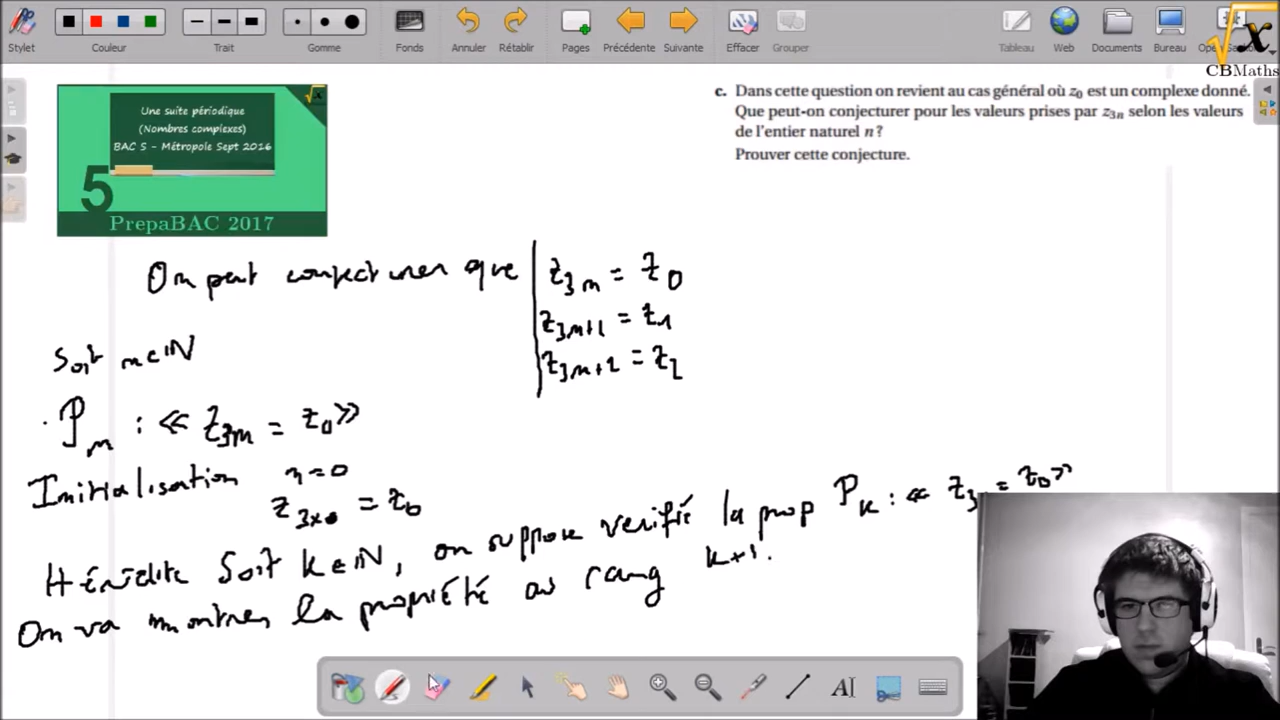 Stylet
Couleur
Trait
Gomme
Fonds
Annuler
Rétablir
Pages
Précédente
Suivante
Effacer
Grouper
Tableau
Web
Documents
Bureau
√x
CBMaths
Une suite périodique
(Nombres complexes)
BAC S - Métropole Sept 2016
5
PrepaBAC 2017
c. Dans cette question on revient au cas général où z₀ est un complexe donné.
Que peut-on conjecturer pour les valeurs prises par z₃ₙ selon les valeurs
de l'entier naturel n ?
Prouver cette conjecture.
On peut conjecturer que z₃ₙ = z₀
z₃ₙ₊₁ = z₁
z₃ₙ₊₂ = z₂
Soit n∈ℕ
Pₙ : « z₃ₙ = z₀ »
Initialisation n=0
z₃ₓ₀ = z₀
Hérédité Soit k∈ℕ, on suppose vérifié la prop Pₖ : « z₃ = z₀ »
On va montrer la propriété au rang k+1.
AI